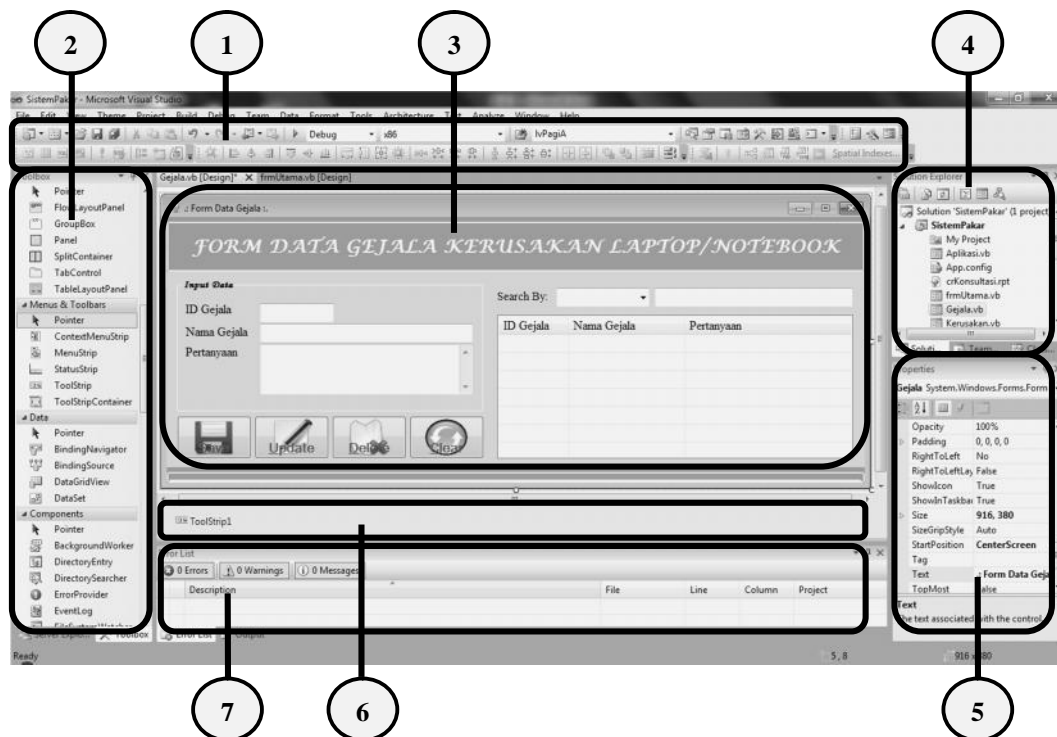 2
1
3
4
SistemPakar - Microsoft Visual Studio
File Edit View Theme Project Build Debug Team Data Format Tools Architecture Test Analyze Window Help
Debug x86 lvPagiA
Spatial Indexes...
Toolbox
Pointer
FlowLayoutPanel
GroupBox
Panel
SplitContainer
TabControl
TableLayoutPanel
Menus & Toolbars
Pointer
ContextMenuStrip
MenuStrip
StatusStrip
ToolStrip
ToolStripContainer
Data
Pointer
BindingNavigator
BindingSource
DataGridView
DataSet
Components
Pointer
BackgroundWorker
DirectoryEntry
DirectorySearcher
ErrorProvider
EventLog
FileSystemWatcher
Server Explo... Toolbox
Gejala.vb [Design]* X frmUtama.vb [Design]
.: Form Data Gejala :.
FORM DATA GEJALA KERUSAKAN LAPTOP/NOTEBOOK
Input Data
ID Gejala
Nama Gejala
Pertanyaan
Save Update Delete Clear
Search By:
ID Gejala Nama Gejala Pertanyaan
ToolStrip1
Error List
0 Errors 0 Warnings 0 Messages
Description File Line Column Project
Error List Output
Solution Explorer
Solution 'SistemPakar' (1 project
SistemPakar
My Project
Aplikasi.vb
App.config
crKonsultasi.rpt
frmUtama.vb
Gejala.vb
Kerusakan.vb
Soluti... Team
Properties
Gejala System.Windows.Forms.Form
Opacity 100%
Padding 0, 0, 0, 0
RightToLeft No
RightToLeftLay False
ShowIcon True
ShowInTaskbar True
Size 916, 380
SizeGripStyle Auto
StartPosition CenterScreen
Tag
Text .: Form Data Geja
TopMost False
Text
The text associated with the control.
Ready 5 , 8 916 x 380
7
6
5